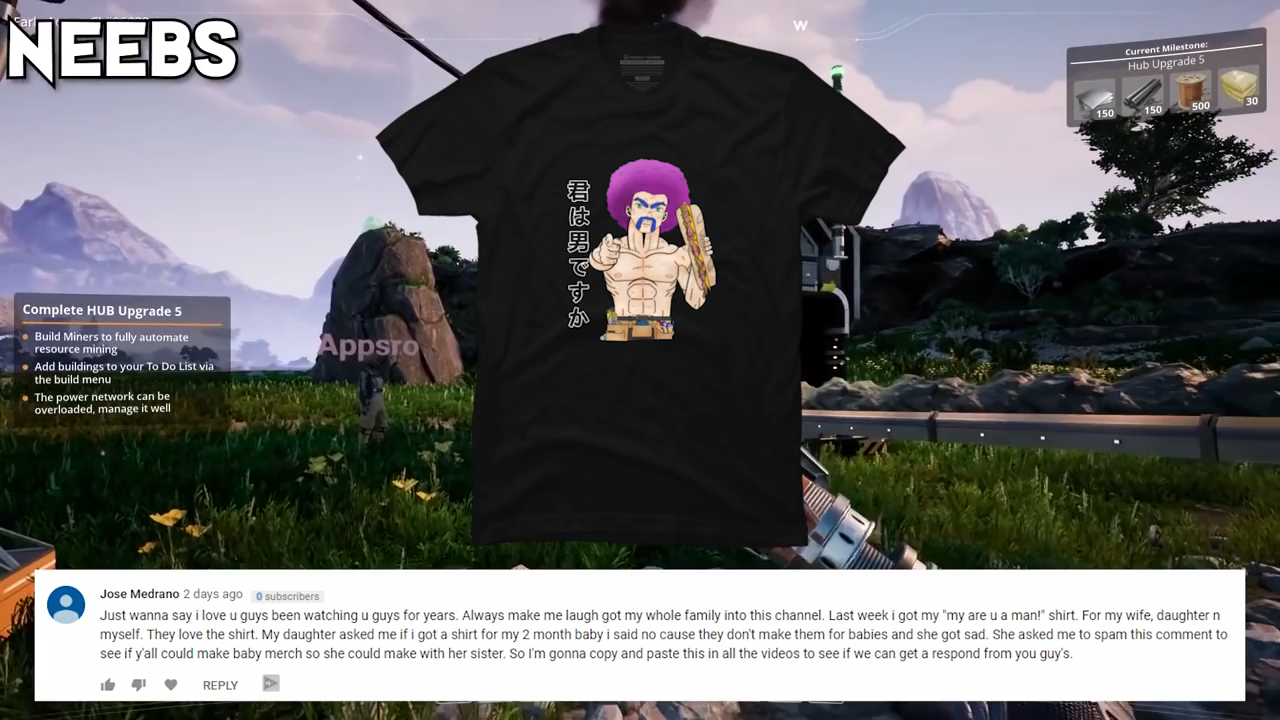 NEEBS
W
Current Milestone:
Hub Upgrade 5
150
150
500
30
君は男ですか
Complete HUB Upgrade 5
Build Miners to fully automate
resource mining
Add buildings to your To Do List via
the build menu
The power network can be
overloaded, manage it well
Appsro
Jose Medrano 2 days ago 0 subscribers
Just wanna say i love u guys been watching u guys for years. Always make me laugh got my whole family into this channel. Last week i got my "my are u a man!" shirt. For my wife, daughter n
myself. They love the shirt. My daughter asked me if i got a shirt for my 2 month baby i said no cause they don't make them for babies and she got sad. She asked me to spam this comment to
see if y'all could make baby merch so she could make with her sister. So I'm gonna copy and paste this in all the videos to see if we can get a respond from you guy's.
REPLY